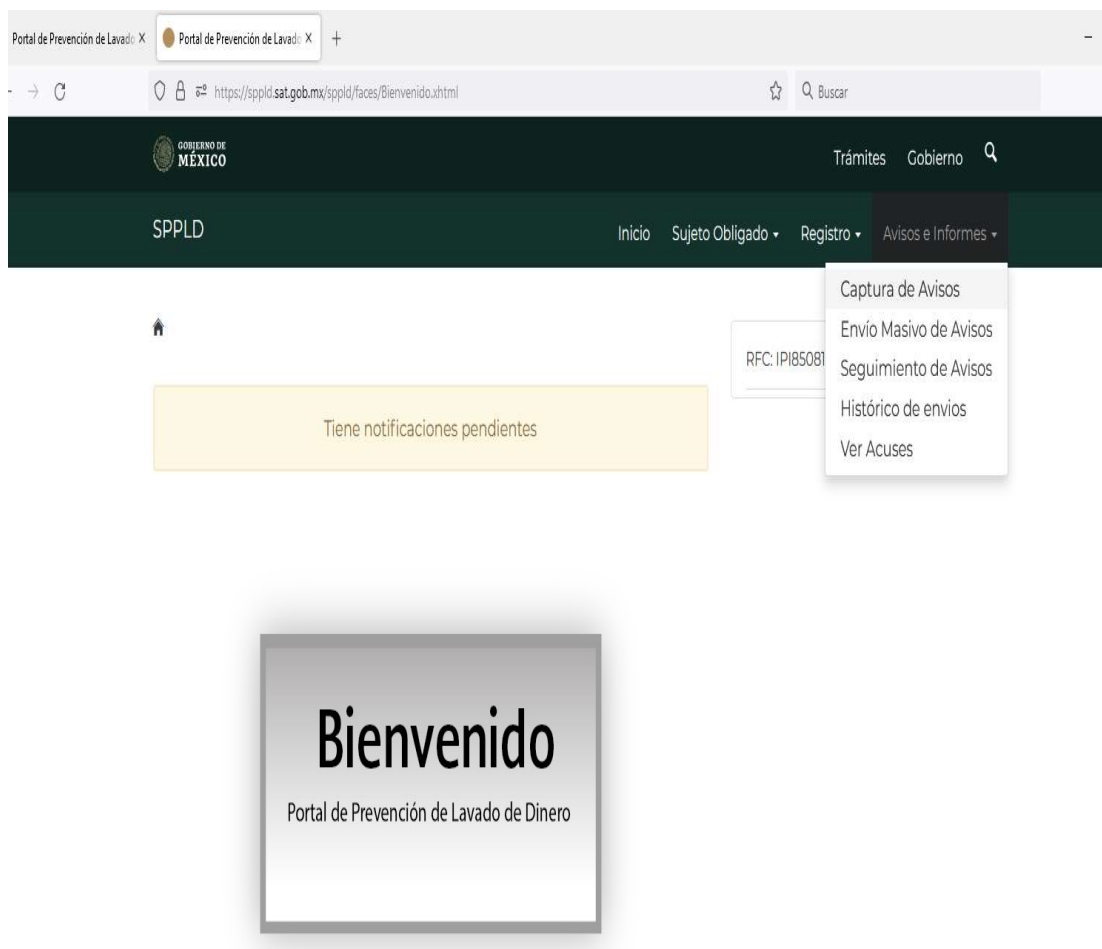 Portal de Prevención de Lavado Portal de Prevención de Lavado
https://sppld.sat.gob.mx/sppld/faces/Bienvenido.xhtml Buscar
GOBIERNO DE
MÉXICO
Trámites Gobierno
SPPLD Inicio Sujeto Obligado Registro Avisos e Informes
Captura de Avisos
Envío Masivo de Avisos
Seguimiento de Avisos
Histórico de envios
Ver Acuses
RFC: IPI85081
Tiene notificaciones pendientes
Bienvenido
Portal de Prevención de Lavado de Dinero